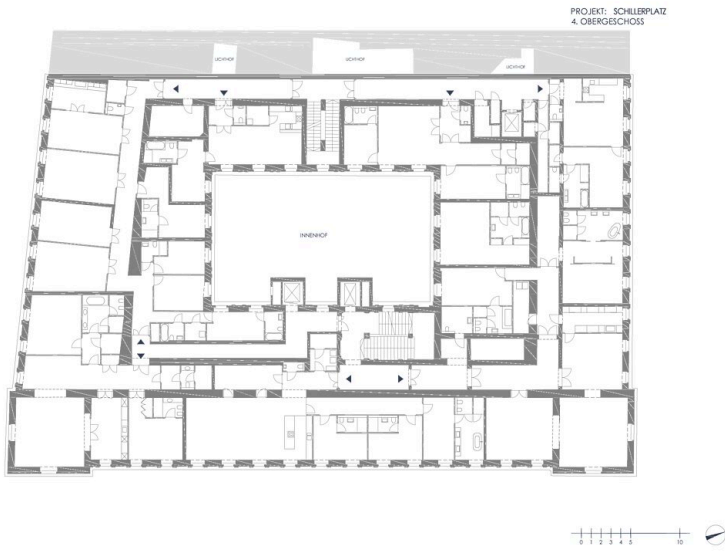 PROJEKT: SCHILLERPLATZ
4. OBERGESCHOSS
LICHTHOF
LICHTHOF
LICHTHOF
INNENHOF
0 1 2 3 4 5 10